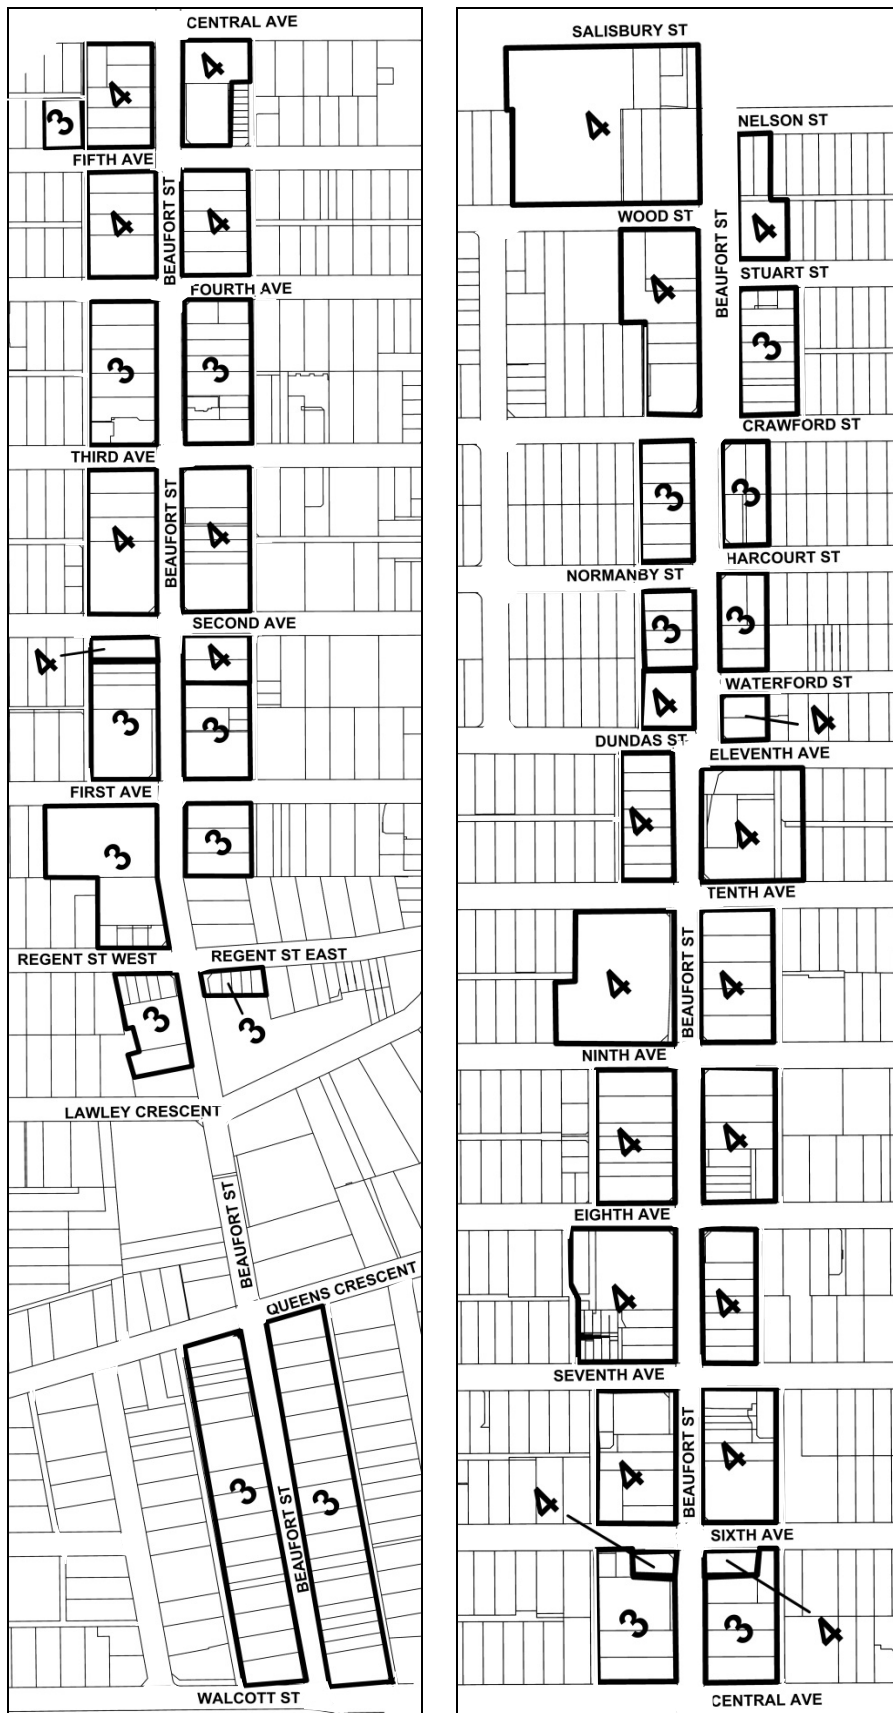 CENTRAL AVE
4
4
3
FIFTH AVE
BEAUFORT ST
4
4
FOURTH AVE
3
3
THIRD AVE
BEAUFORT ST
4
4
SECOND AVE
4
4
3
3
FIRST AVE
3
3
REGENT ST WEST
REGENT ST EAST
3
3
LAWLEY CRESCENT
BEAUFORT ST
QUEENS CRESCENT
3
BEAUFORT ST
3
WALCOTT ST
SALISBURY ST
4
NELSON ST
WOOD ST
BEAUFORT ST
4
STUART ST
4
3
CRAWFORD ST
3
3
HARCOURT ST
NORMANBY ST
3
3
WATERFORD ST
4
4
DUNDAS ST
ELEVENTH AVE
4
4
TENTH AVE
BEAUFORT ST
4
4
NINTH AVE
4
4
EIGHTH AVE
4
4
SEVENTH AVE
BEAUFORT ST
4
4
4
SIXTH AVE
3
3
4
CENTRAL AVE